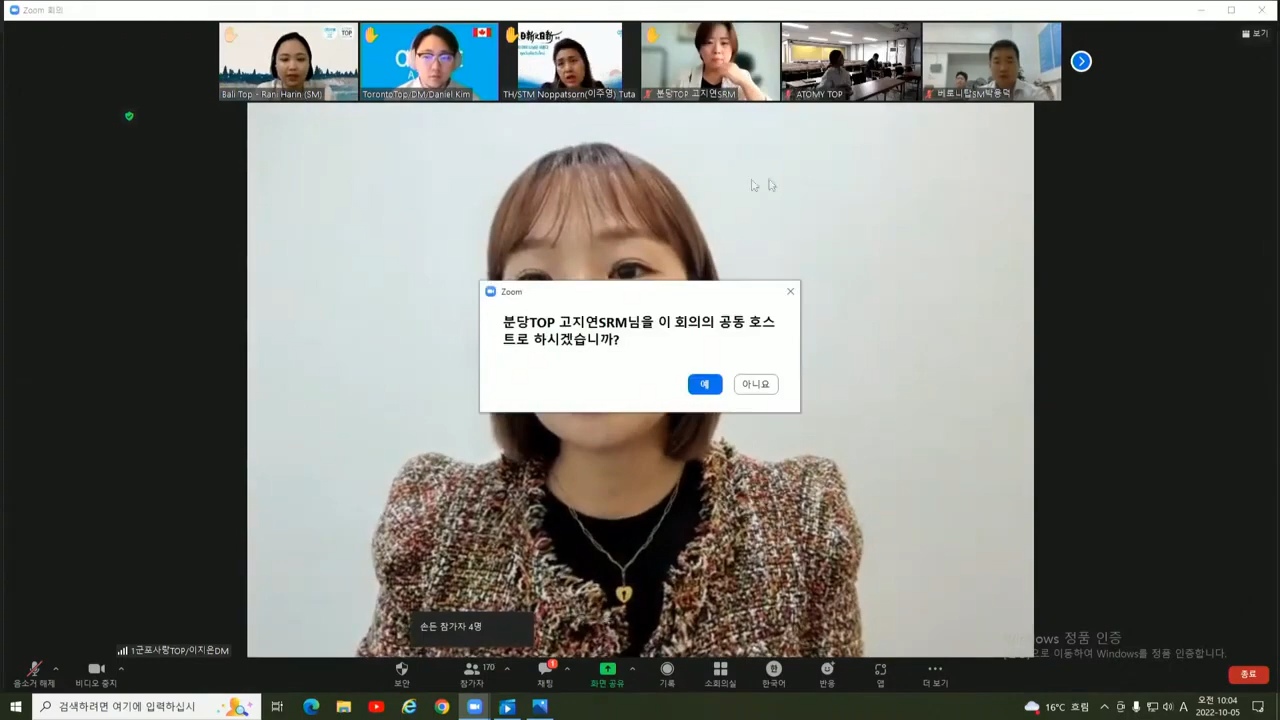 Zoom 회의
보기
TOP
Bali Top - Rani Harin (SM)
TorontoTop/DM/Daniel Kim
TH/STM Noppatsorn(이주영) Tuta
분당TOP 고지연SRM
ATOMY TOP
베로니탑SM박용덕
Zoom
분당TOP 고지연SRM님을 이 회의의 공동 호스
트로 하시겠습니까?
예
아니요
손든 참가자 4명
1군포사랑TOP/이지은DM
Windows 정품 인증
으로 이동하여 Windows를 정품 인증합니다.
음소거 해제
비디오 중지
보안
170
참가자
1
채팅
화면 공유
기록
소회의실
한
한국어
반응
앱
더 보기
종료
검색하려면 여기에 입력하십시
16°C 흐림
A
오전 10:04
2022-10-05